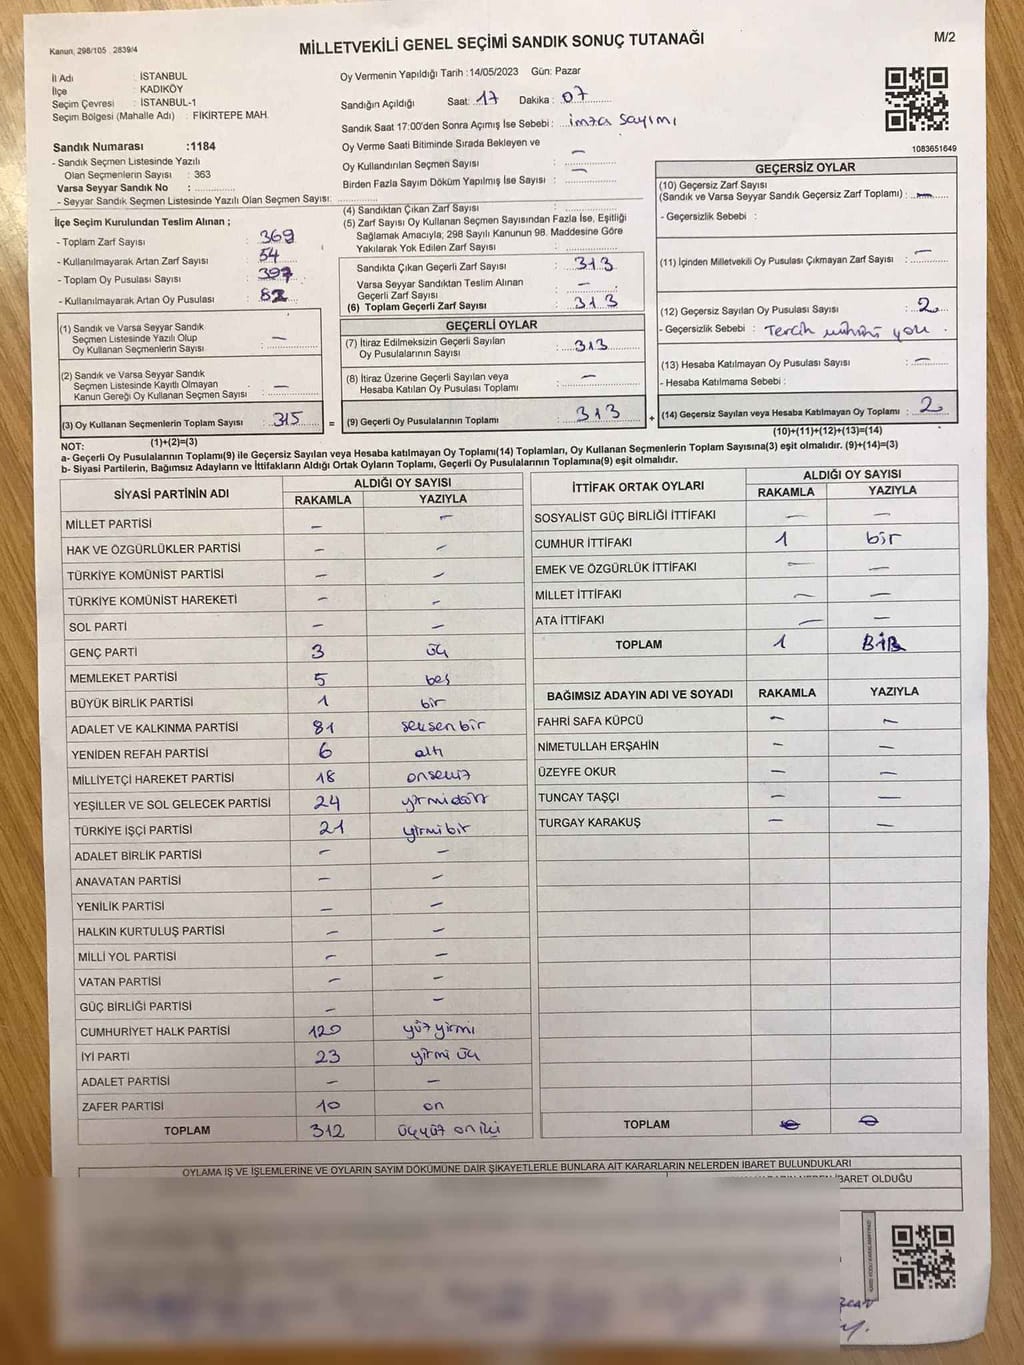 Kanun, 298/105 , 2839/4
MİLLETVEKİLİ GENEL SEÇİMİ SANDIK SONUÇ TUTANAĞI
M/2
İl Adı : İSTANBUL
İlçe : KADIKÖY
Seçim Çevresi : İSTANBUL-1
Seçim Bölgesi (Mahalle Adı) : FİKİRTEPE MAH.
Sandık Numarası :1184
- Sandık Seçmen Listesinde Yazılı
Olan Seçmenlerin Sayısı : 363
Varsa Seyyar Sandık No :
- Seyyar Sandık Seçmen Listesinde Yazılı Olan Seçmen Sayısı:
Oy Vermenin Yapıldığı Tarih :14/05/2023 Gün: Pazar
Sandığın Açıldığı Saat: 17 Dakika : 07
Sandık Saat 17:00'den Sonra Açımış İse Sebebi : imza sayımı
Oy Verme Saati Bitiminde Sırada Bekleyen ve
Oy Kullandırılan Seçmen Sayısı : —
Birden Fazla Sayım Döküm Yapılmış İse Sayısı : —
1083651649
İlçe Seçim Kurulundan Teslim Alınan ;
- Toplam Zarf Sayısı : 369
- Kullanılmayarak Artan Zarf Sayısı : 54
- Toplam Oy Pusulası Sayısı : 397
- Kullanılmayarak Artan Oy Pusulası : 82
(1) Sandık ve Varsa Seyyar Sandık
Seçmen Listesinde Yazılı Olup
Oy Kullanan Seçmenlerin Sayısı : —
(2) Sandık ve Varsa Seyyar Sandık
Seçmen Listesinde Kayıtlı Olmayan
Kanun Gereği Oy Kullanan Seçmen Sayısı : —
(3) Oy Kullanan Seçmenlerin Toplam Sayısı : 315 =
(1)+(2)=(3)
(4) Sandıktan Çıkan Zarf Sayısı :
(5) Zarf Sayısı Oy Kullanan Seçmen Sayısından Fazla İse, Eşitliği
Sağlamak Amacıyla; 298 Sayılı Kanunun 98. Maddesine Göre
Yakılarak Yok Edilen Zarf Sayısı :
Sandıkta Çıkan Geçerli Zarf Sayısı : 313
Varsa Seyyar Sandıktan Teslim Alınan
Geçerli Zarf Sayısı : —
(6) Toplam Geçerli Zarf Sayısı : 313
GEÇERLİ OYLAR
(7) İtiraz Edilmeksizin Geçerli Sayılan
Oy Pusulalarının Sayısı : 313
(8) İtiraz Üzerine Geçerli Sayılan veya
Hesaba Katılan Oy Pusulası Toplamı : —
(9) Geçerli Oy Pusulalarının Toplamı : 313 +
GEÇERSİZ OYLAR
(10) Geçersiz Zarf Sayısı
(Sandık ve Varsa Seyyar Sandık Geçersiz Zarf Toplamı) : —
- Geçersizlik Sebebi :
(11) İçinden Milletvekili Oy Pusulası Çıkmayan Zarf Sayısı : —
(12) Geçersiz Sayılan Oy Pusulası Sayısı : 2
- Geçersizlik Sebebi : Tercih mührü yok.
(13) Hesaba Katılmayan Oy Pusulası Sayısı : —
- Hesaba Katılmama Sebebi :
(14) Geçersiz Sayılan veya Hesaba Katılmayan Oy Toplamı : 2
(10)+(11)+(12)+(13)=(14)
NOT:
a- Geçerli Oy Pusulalarının Toplamı(9) ile Geçersiz Sayılan veya Hesaba katılmayan Oy Toplamı(14) Toplamları, Oy Kullanan Seçmenlerin Toplam Sayısına(3) eşit olmalıdır. (9)+(14)=(3)
b- Siyasi Partilerin, Bağımsız Adayların ve İttifakların Aldığı Ortak Oyların Toplamı, Geçerli Oy Pusulalarının Toplamına(9) eşit olmalıdır.
SİYASİ PARTİNİN ADI ALDIĞI OY SAYISI
RAKAMLA YAZIYLA
MİLLET PARTİSİ — —
HAK VE ÖZGÜRLÜKLER PARTİSİ — —
TÜRKİYE KOMÜNİST PARTİSİ — —
TÜRKİYE KOMÜNİST HAREKETİ — —
SOL PARTİ — —
GENÇ PARTİ 3 üç
MEMLEKET PARTİSİ 5 beş
BÜYÜK BİRLİK PARTİSİ 1 bir
ADALET VE KALKINMA PARTİSİ 81 seksen bir
YENİDEN REFAH PARTİSİ 6 altı
MİLLİYETÇİ HAREKET PARTİSİ 18 onsekiz
YEŞİLLER VE SOL GELECEK PARTİSİ 24 yirmidört
TÜRKİYE İŞÇİ PARTİSİ 21 yirmi bir
ADALET BİRLİK PARTİSİ — —
ANAVATAN PARTİSİ — —
YENİLİK PARTİSİ — —
HALKIN KURTULUŞ PARTİSİ — —
MİLLİ YOL PARTİSİ — —
VATAN PARTİSİ — —
GÜÇ BİRLİĞİ PARTİSİ — —
CUMHURİYET HALK PARTİSİ 120 yüz yirmi
İYİ PARTİ 23 yirmi üç
ADALET PARTİSİ — —
ZAFER PARTİSİ 10 on
TOPLAM 312 üçyüz on iki
İTTİFAK ORTAK OYLARI ALDIĞI OY SAYISI
RAKAMLA YAZIYLA
SOSYALİST GÜÇ BİRLİĞİ İTTİFAKI — —
CUMHUR İTTİFAKI 1 bir
EMEK VE ÖZGÜRLÜK İTTİFAKI — —
MİLLET İTTİFAKI — —
ATA İTTİFAKI — —
TOPLAM 1 BİR
BAĞIMSIZ ADAYIN ADI VE SOYADI RAKAMLA YAZIYLA
FAHRİ SAFA KÜPCÜ — —
NİMETULLAH ERŞAHİN — —
ÜZEYFE OKUR — —
TUNCAY TAŞÇI — —
TURGAY KARAKUŞ — —
TOPLAM
OYLAMA İŞ VE İŞLEMLERİNE VE OYLARIN SAYIM DÖKÜMÜNE DAİR ŞİKAYETLERLE BUNLARA AİT KARARLARIN NELERDEN İBARET BULUNDUKLARI
İBARET OLDUĞU